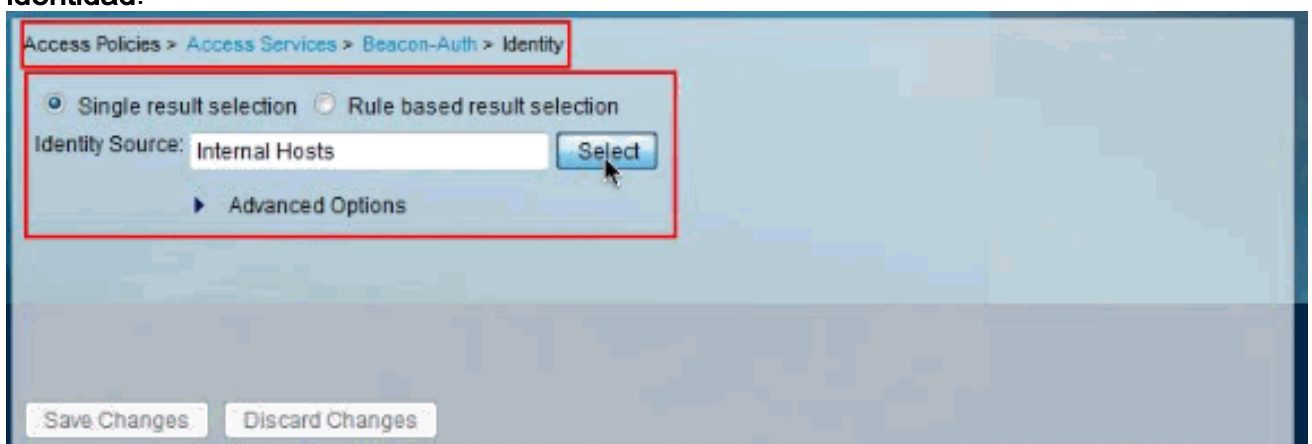 identidad.
Access Policies > Access Services > Beacon-Auth > Identity
Single result selection Rule based result selection
Identity Source: Internal Hosts Select
Advanced Options
Save Changes Discard Changes